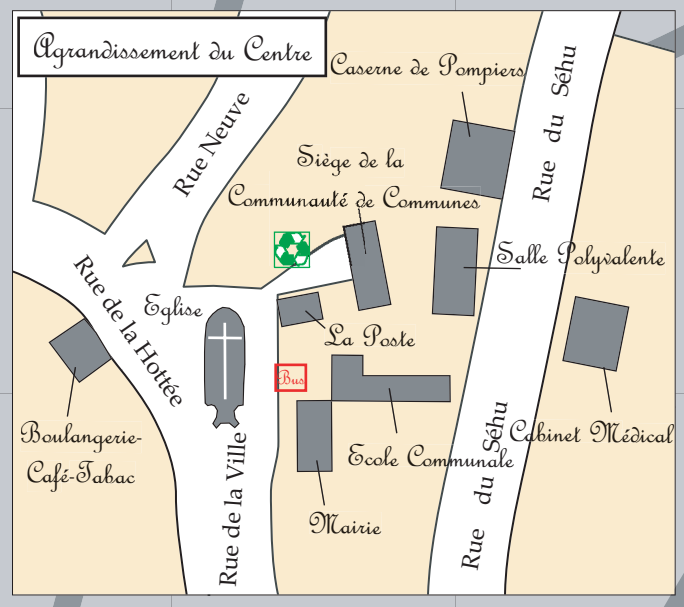 Agrandissement du Centre
Caserne de Pompiers
Rue du Séhu
Rue Neuve
Siège de la
Communauté de Communes
Salle Polyvalente
Rue de la Hottée
Eglise
La Poste
Bus
Boulangerie-
Café-Tabac
Ecole Communale
Cabinet Médical
Rue du Séhu
Rue de la Ville
Mairie